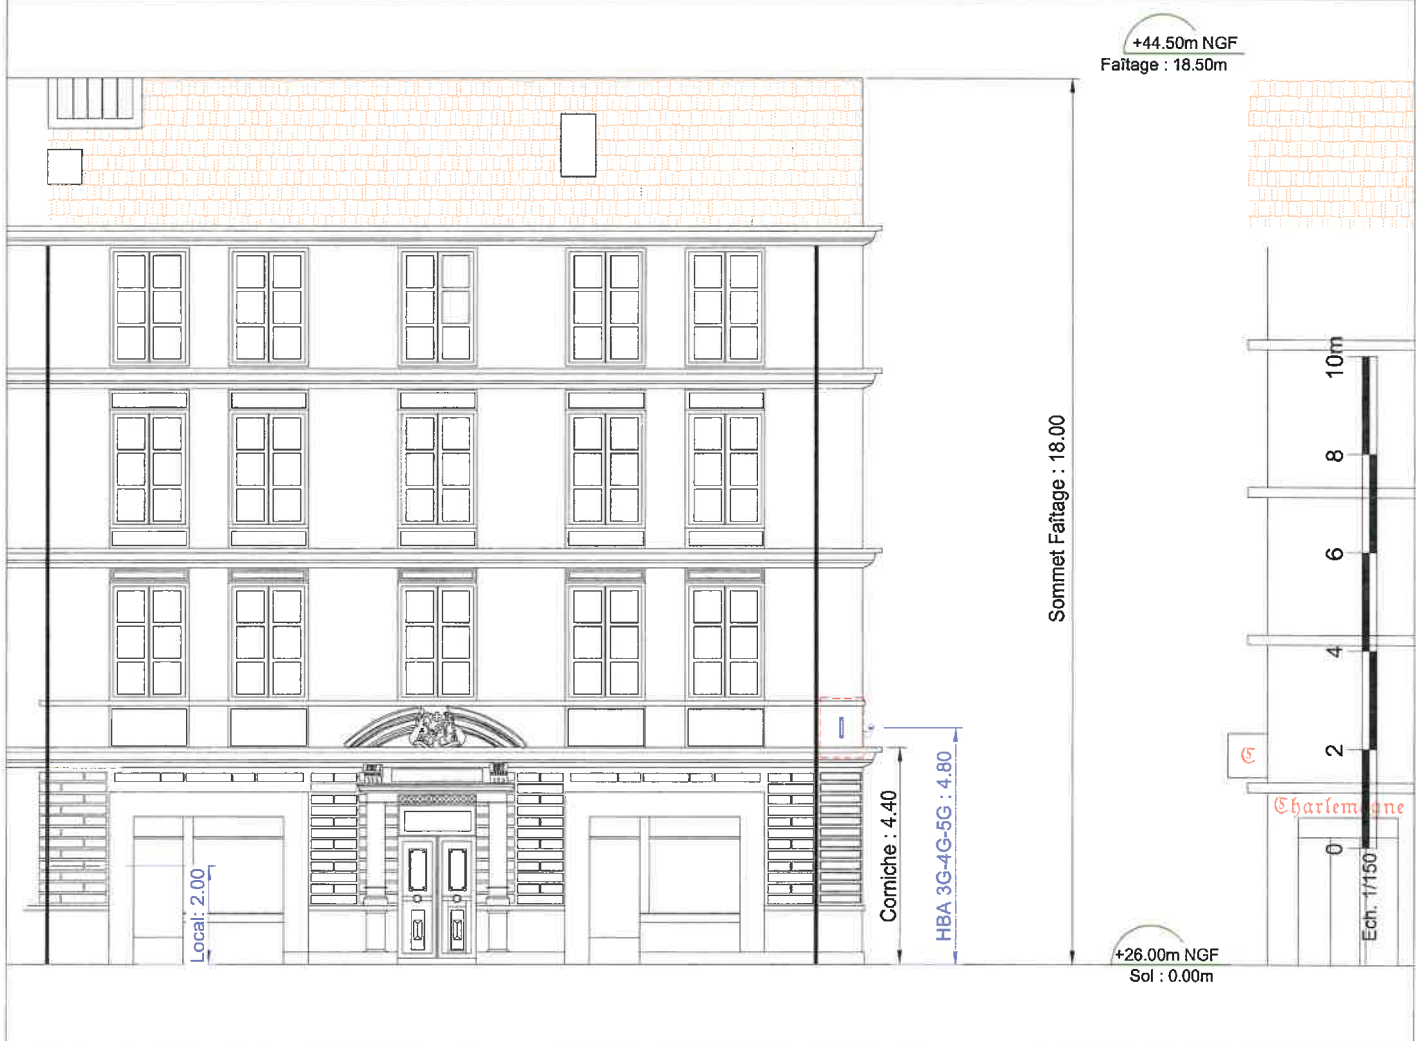 +44.50m NGF
Faîtage : 18.50m
Sommet Faîtage : 18.00
10m
8
6
4
2
0
Ech. 1/150
C
Charlemagne
Corniche : 4.40
HBA 3G-4G-5G : 4.80
Local: 2.00
+26.00m NGF
Sol : 0.00m